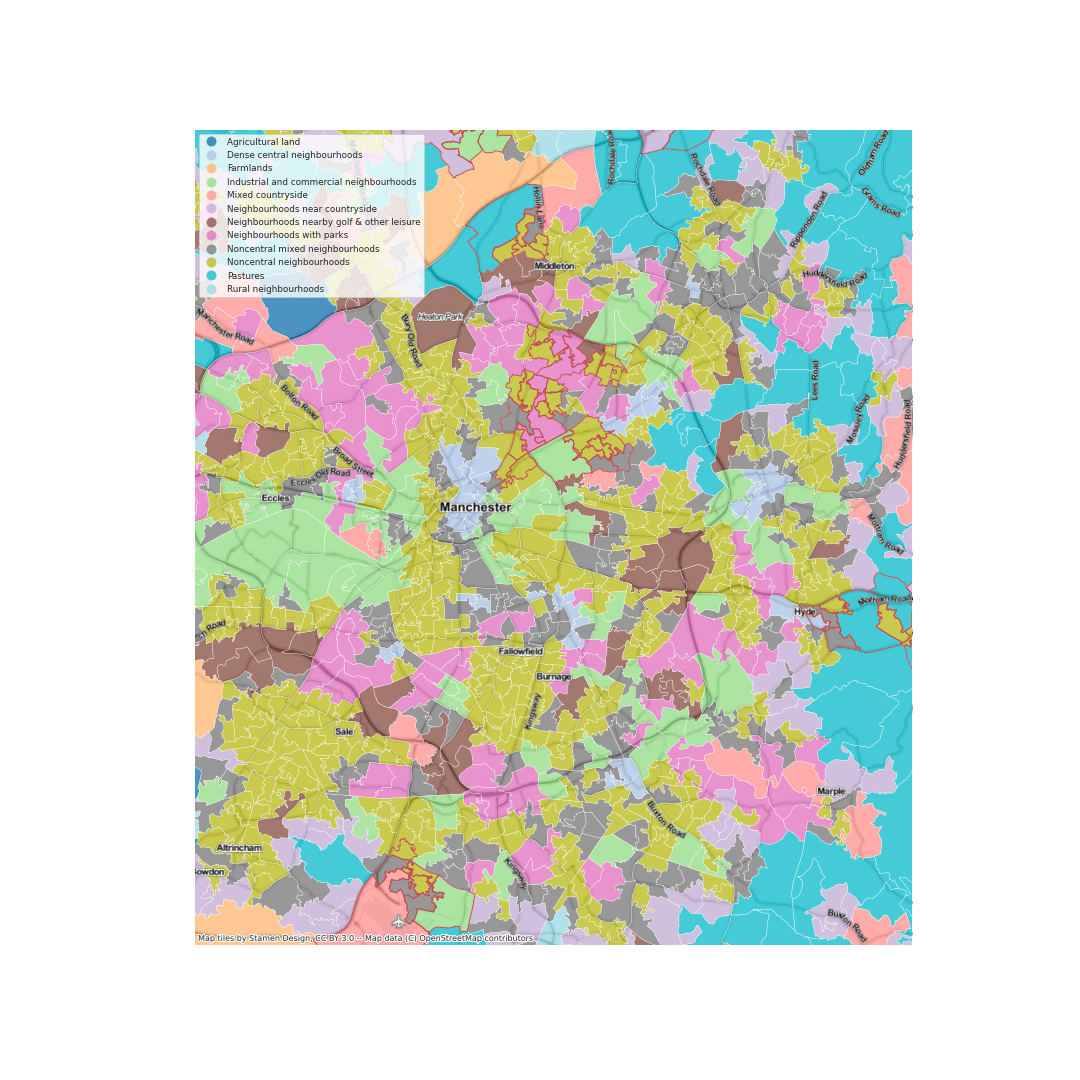 Agricultural land
Dense central neighbourhoods
Farmlands
Industrial and commercial neighbourhoods
Mixed countryside
Neighbourhoods near countryside
Neighbourhoods nearby golf & other leisure
Neighbourhoods with parks
Noncentral mixed neighbourhoods
Noncentral neighbourhoods
Pastures
Rural neighbourhoods
Oldham Road
Rochdale Road
Grams Road
Hollin Lane
Ripponden Road
Middleton
Huddersfield Road
Heaton Park
Manchester Road
Bury Old Road
Lees Road
Bolton Road
Mossley Road
Huddersfield Road
Broad Street
Eccles Old Road
Eccles
Manchester
Mottram Road
Mottram Road
Hyde
Road
Fallowfield
Burnage
Kingsway
Sale
Marple
Buxton Road
Altrincham
Kingsway
Bowdon
Buxton Road
Map tiles by Stamen Design, CC BY 3.0 -- Map data (C) OpenStreetMap contributors